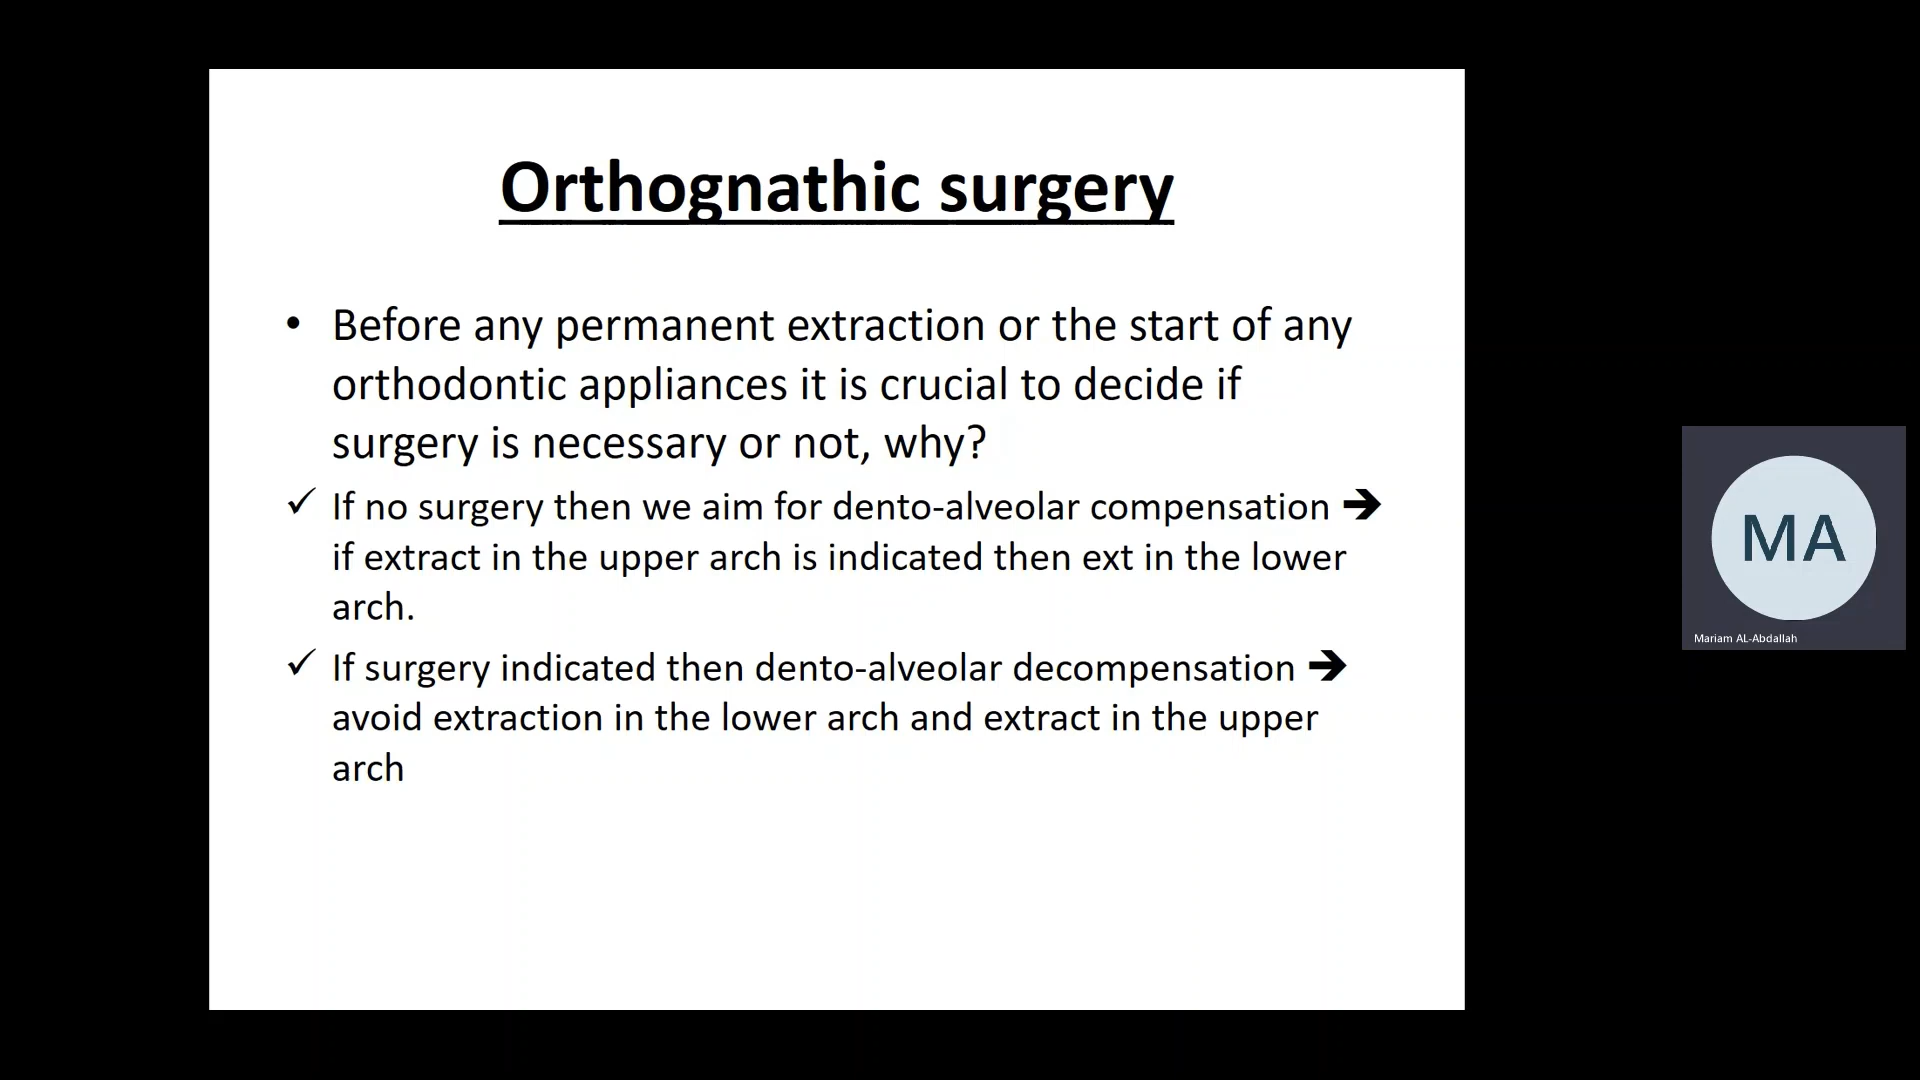 Orthognathic surgery
• Before any permanent extraction or the start of any
orthodontic appliances it is crucial to decide if
surgery is necessary or not, why?
✓ If no surgery then we aim for dento-alveolar compensation ➔
if extract in the upper arch is indicated then ext in the lower
arch.
✓ If surgery indicated then dento-alveolar decompensation ➔
avoid extraction in the lower arch and extract in the upper
arch
MA
Mariam AL-Abdallah